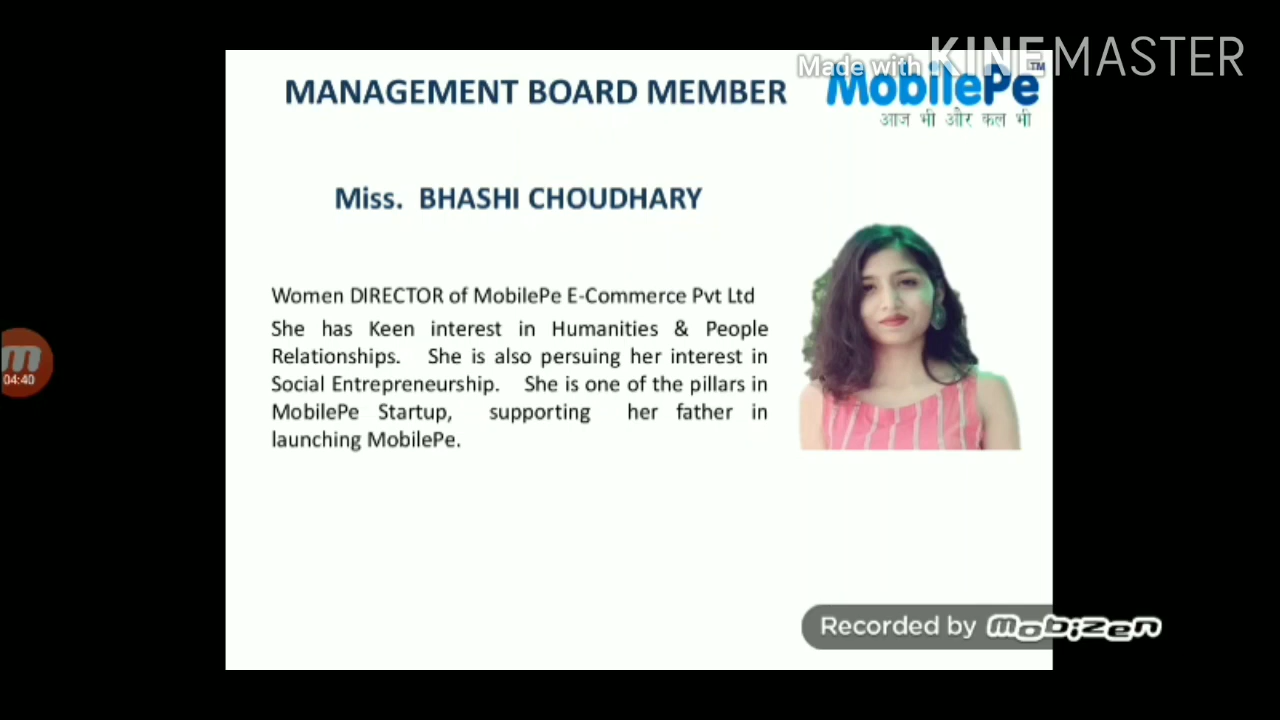 Made with KINEMASTER
MANAGEMENT BOARD MEMBER
MobilePe™
आज भी और कल भी
Miss. BHASHI CHOUDHARY
Women DIRECTOR of MobilePe E-Commerce Pvt Ltd
She has Keen interest in Humanities & People
Relationships. She is also persuing her interest in
Social Entrepreneurship. She is one of the pillars in
MobilePe Startup, supporting her father in
launching MobilePe.
m
04:40
Recorded by mobizen